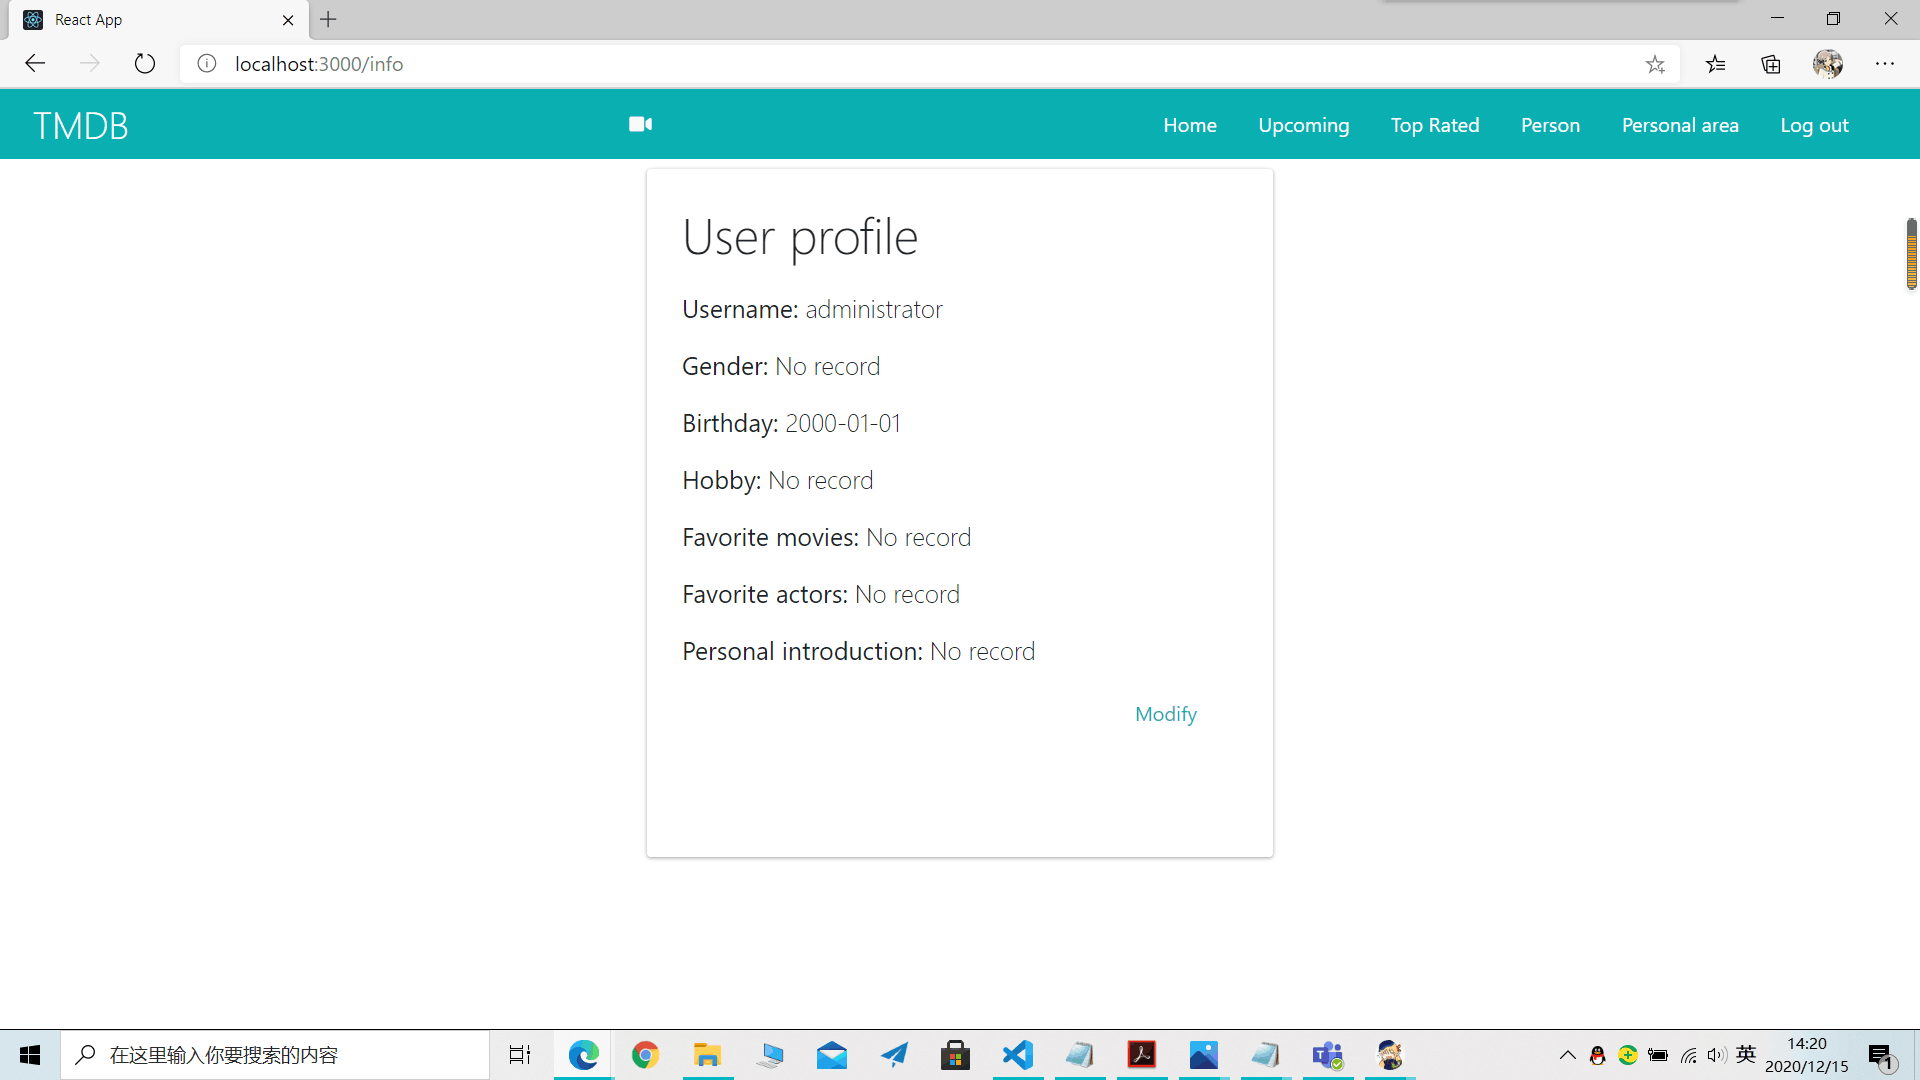 React App
localhost:3000/info
TMDB
Home
Upcoming
Top Rated
Person
Personal area
Log out
User profile
Username: administrator
Gender: No record
Birthday: 2000-01-01
Hobby: No record
Favorite movies: No record
Favorite actors: No record
Personal introduction: No record
Modify
在这里输入你要搜索的内容
英
14:20
2020/12/15
1